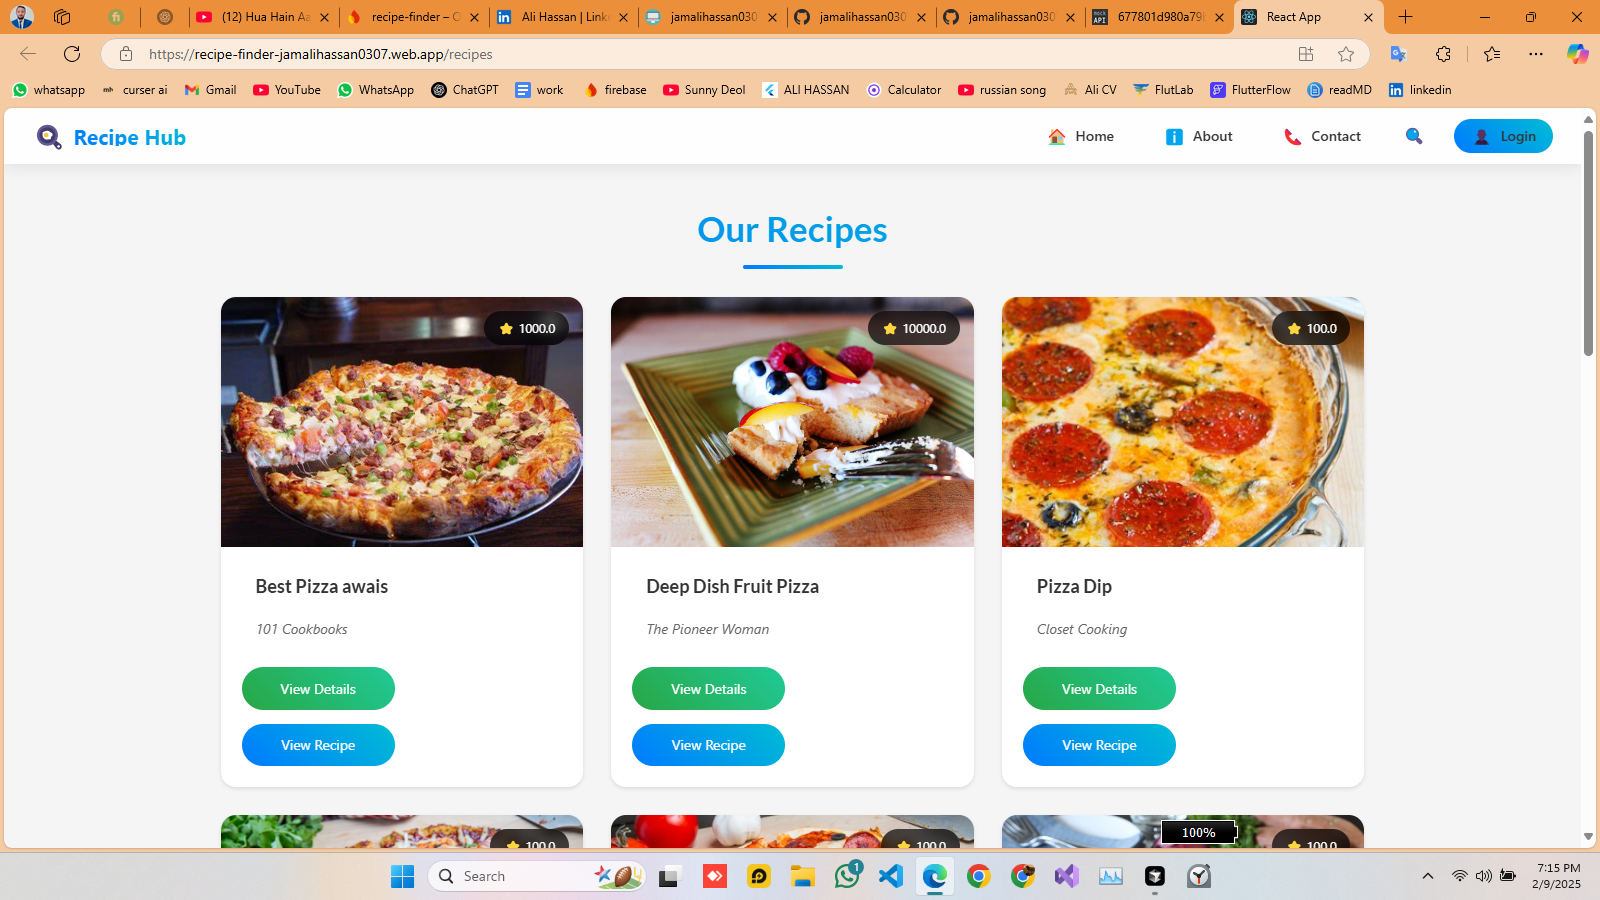 (12) Hua Hain Aa
recipe-finder – C
Ali Hassan | Link
jamalihassan030
jamalihassan030
jamalihassan030
mock API
677801d980a79
React App
https://recipe-finder-jamalihassan0307.web.app/recipes
whatsapp
curser ai
Gmail
YouTube
WhatsApp
ChatGPT
work
firebase
Sunny Deol
ALI HASSAN
Calculator
russian song
Ali CV
FlutLab
FlutterFlow
readMD
linkedin
Recipe Hub
Home
About
Contact
Login
Our Recipes
1000.0
10000.0
100.0
Best Pizza awais
Deep Dish Fruit Pizza
Pizza Dip
101 Cookbooks
The Pioneer Woman
Closet Cooking
View Details
View Details
View Details
View Recipe
View Recipe
View Recipe
100.0
100.0
100.0
100%
Search
1
7:15 PM
2/9/2025